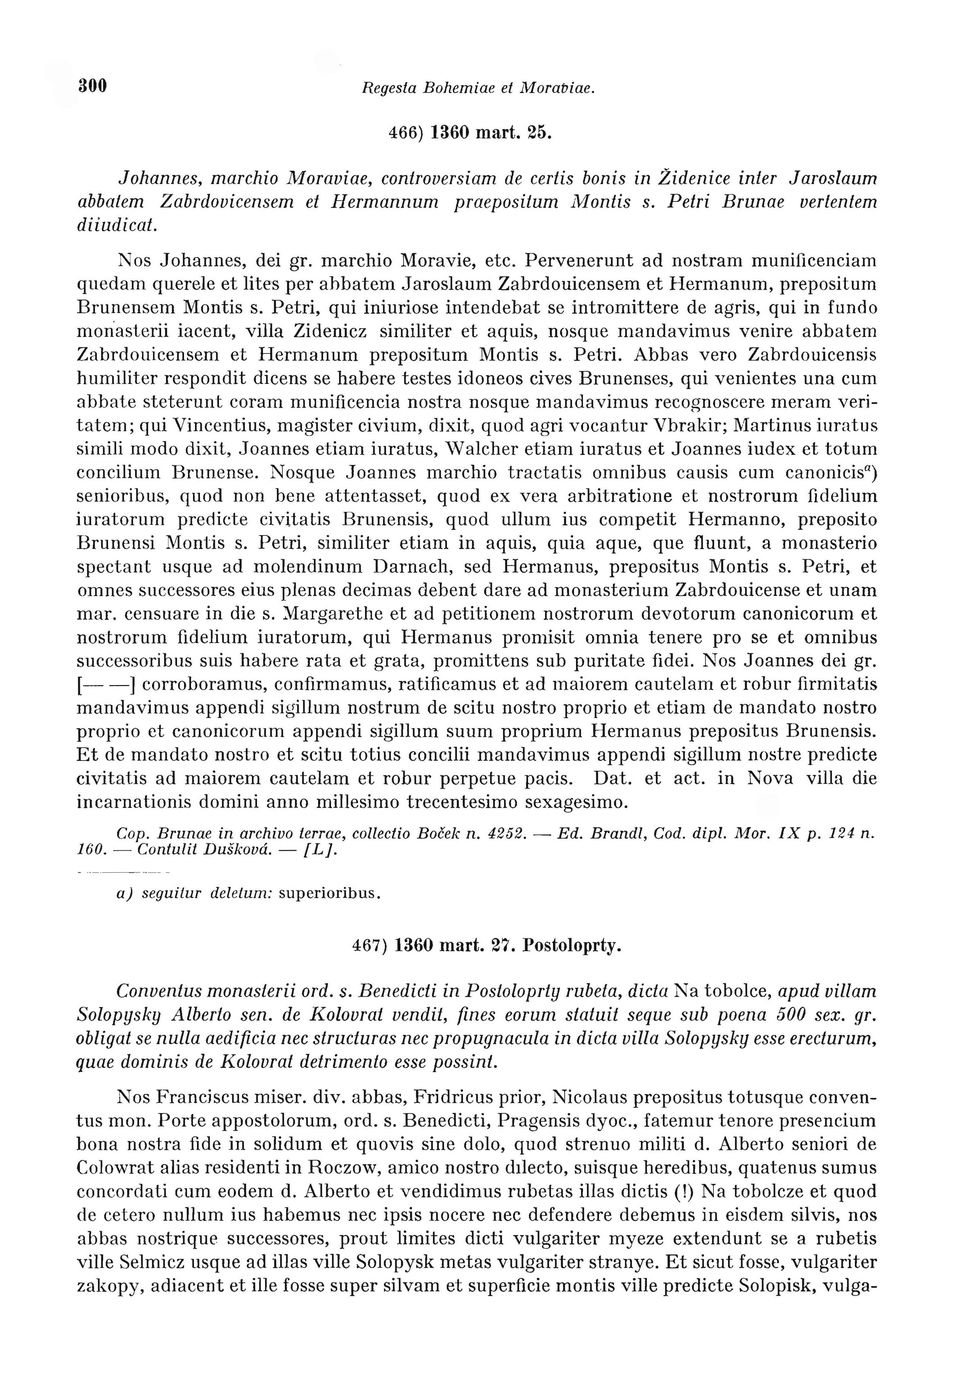 300
Regesta Bohemiae et Moraviae.
466) 1360 mart. 25.
Johannes, marchio Moraviae, controversiam de certis bonis in Židenice inter Jaroslaum
abbatem Zabrdovicensem et Hermannum praepositum Montis s. Petri Brunae vertentem
diiudicat.
Nos Johannes, dei gr. marchio Moravie, etc. Pervenerunt ad nostram munificenciam
quedam querele et lites per abbatem Jaroslaum Zabrdouicensem et Hermanum, prepositum
Brunensem Montis s. Petri, qui iniuriose intendebat se intromittere de agris, qui in fundo
monasterii iacent, villa Zidenicz similiter et aquis, nosque mandavimus venire abbatem
Zabrdouicensem et Hermanum prepositum Montis s. Petri. Abbas vero Zabrdouicensis
humiliter respondit dicens se habere testes idoneos cives Brunenses, qui venientes una cum
abbate steterunt coram munificencia nostra nosque mandavimus recognoscere meram veri-
tatem; qui Vincentius, magister civium, dixit, quod agri vocantur Vbrakir; Martinus iuratus
simili modo dixit, Joannes etiam iuratus, Walcher etiam iuratus et Joannes iudex et totum
concilium Brunense. Nosque Joannes marchio tractatis omnibus causis cum canonicis a)
senioribus, quod non bene attentasset, quod ex vera arbitratione et nostrorum fidelium
iuratorum predicte civitatis Brunensis, quod ullum ius competit Hermanno, preposito
Brunensi Montis s. Petri, similiter etiam in aquis, quia aque, que fluunt, a monasterio
spectant usque ad molendinum Darnach, sed Hermanus, prepositus Montis s. Petri, et
omnes successores eius plenas decimas debent dare ad monasterium Zabrdouicense et unam
mar. censuare in die s. Margarethe et ad petitionem nostrorum devotorum canonicorum et
nostrorum fidelium iuratorum, qui Hermanus promisit omnia tenere pro se et omnibus
successoribus suis habere rata et grata, promittens sub puritate fidei. Nos Joannes dei gr.
[— —] corroboramus, confirmamus, ratificamus et ad maiorem cautelam et robur firmitatis
mandavimus appendi sigillum nostrum de scitu nostro proprio et etiam de mandato nostro
proprio et canonicorum appendi sigillum suum proprium Hermanus prepositus Brunensis.
Et de mandato nostro et scitu totius concilii mandavimus appendi sigillum nostre predicte
civitatis ad maiorem cautelam et robur perpetue pacis. Dat. et act. in Nova villa die
incarnationis domini anno millesimo trecentesimo sexagesimo.
Cop. Brunae in archivo terrae, collectio Boček n. 4252. — Ed. Brandl, Cod. dipl. Mor. IX p. 124 n.
160. — Contulit Dušková. — [L].
a) sequitur deletum: superioribus.
467) 1360 mart. 27. Postoloprty.
Conventus monasterii ord. s. Benedicti in Postoloprty rubeta, dicta Na tobolce, apud villam
Solopysky Alberto sen. de Kolovrat vendit, fines eorum statuit seque sub poena 500 sex. gr.
obligat se nulla aedificia nec structuras nec propugnacula in dicta villa Solopysky esse erecturum,
quae dominis de Kolovrat detrimento esse possint.
Nos Franciscus miser. div. abbas, Fridricus prior, Nicolaus prepositus totusque conven-
tus mon. Porte appostolorum, ord. s. Benedicti, Pragensis dyoc., fatemur tenore presencium
bona nostra fide in solidum et quovis sine dolo, quod strenuo militi d. Alberto seniori de
Colowrat alias residenti in Roczow, amico nostro dilecto, suisque heredibus, quatenus sumus
concordati cum eodem d. Alberto et vendidimus rubetas illas dictis (!) Na tobolcze et quod
de cetero nullum ius habemus nec ipsis nocere nec defendere debemus in eisdem silvis, nos
abbas nostrique successores, prout limites dicti vulgariter myeze extendunt se a rubetis
ville Selmicz usque ad illas ville Solopysk metas vulgariter stranye. Et sicut fosse, vulgariter
zakopy, adiacent et ille fosse super silvam et superficie montis ville predicte Solopisk, vulga-